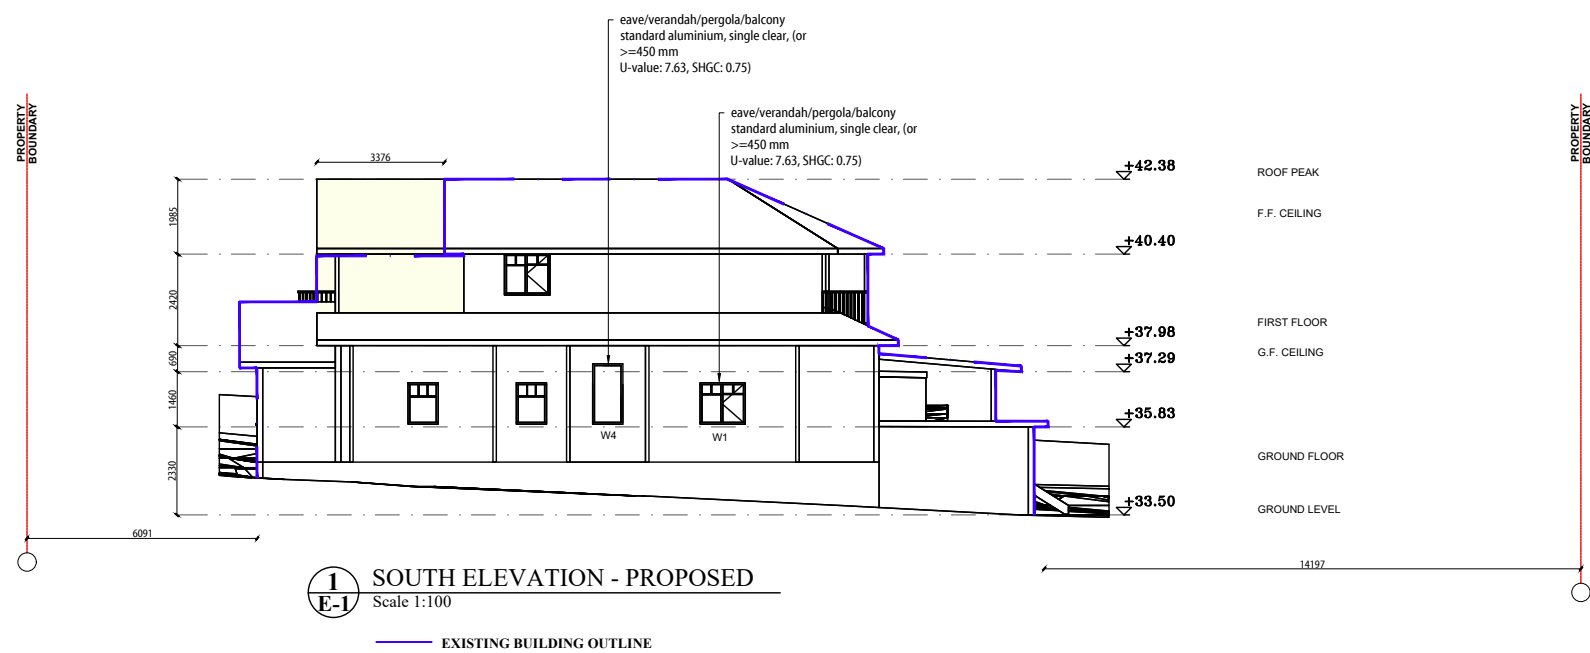 eave/verandah/pergola/balcony
standard aluminium, single clear, (or
>=450 mm
U-value: 7.63, SHGC: 0.75)
eave/verandah/pergola/balcony
standard aluminium, single clear, (or
>=450 mm
U-value: 7.63, SHGC: 0.75)
PROPERTY
BOUNDARY
PROPERTY
BOUNDARY
3376
+42.38
ROOF PEAK
1985
F.F. CEILING
+40.40
2420
FIRST FLOOR
+37.98
690
G.F. CEILING
+37.29
1460
+35.83
W4
W1
GROUND FLOOR
2330
+33.50
GROUND LEVEL
6091
14197
1
E-1
SOUTH ELEVATION - PROPOSED
Scale 1:100
EXISTING BUILDING OUTLINE